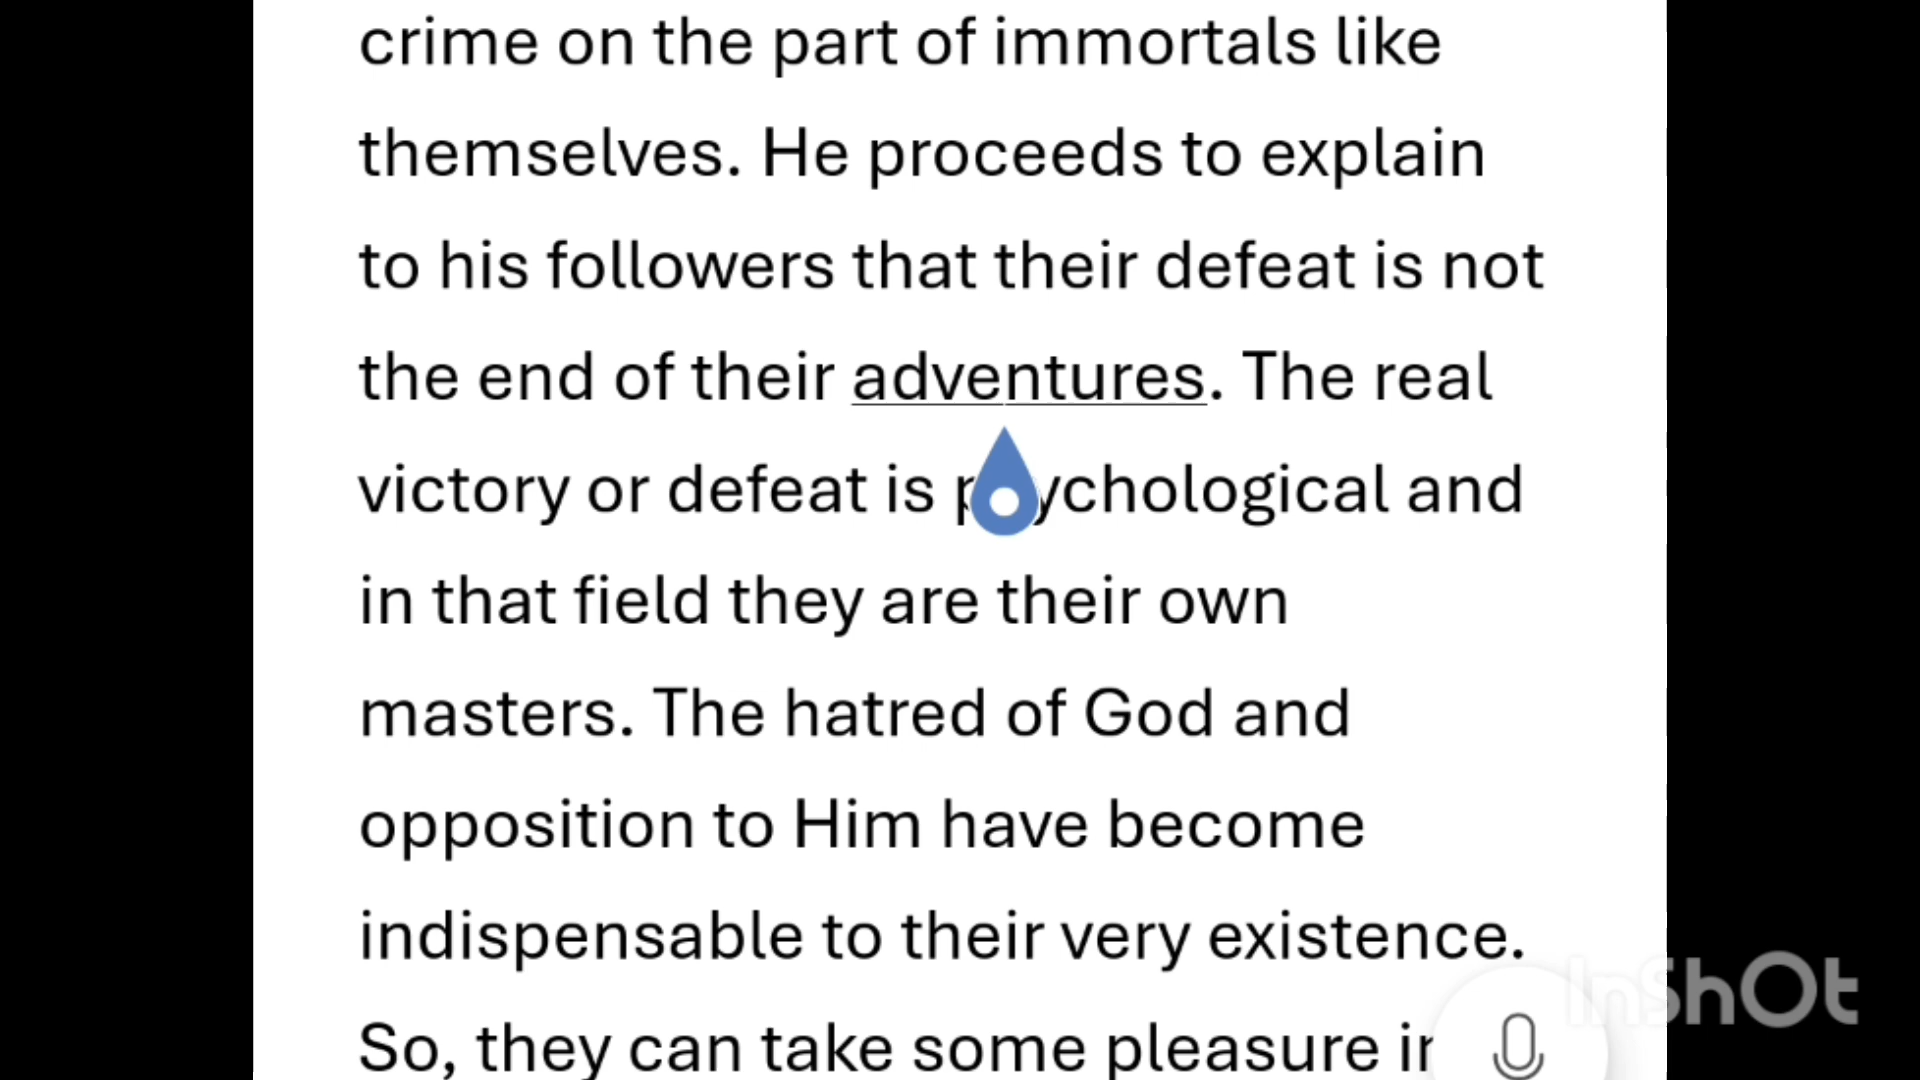 crime on the part of immortals like
themselves. He proceeds to explain
to his followers that their defeat is not
the end of their adventures. The real
victory or defeat is psychological and
in that field they are their own
masters. The hatred of God and
opposition to Him have become
indispensable to their very existence.
So, they can take some pleasure in
InShOt